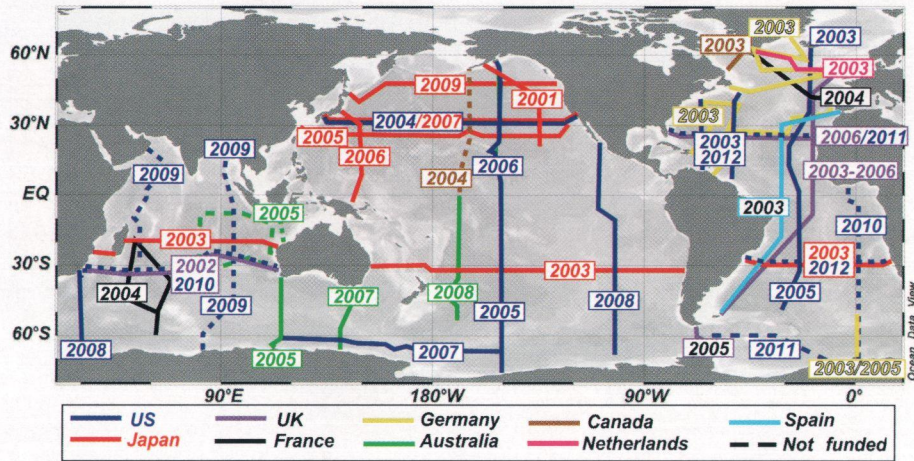 60°N
30°N
EQ
30°S
60°S
2003
2003
2003
2003
2004
2009
2001
2004/2007
2005
2006
2006
2003
2003
2012
2006/2011
2003-2006
2009
2009
2004
2003
2010
2005
2003
2002
2010
2004
2009
2003
2007
2008
2005
2008
2003
2012
2005
2008
2005
2007
2005
2011
2003/2005
90°E
180°W
90°W
0°
Ocean Data View
US
UK
Germany
Canada
Spain
Japan
France
Australia
Netherlands
Not funded